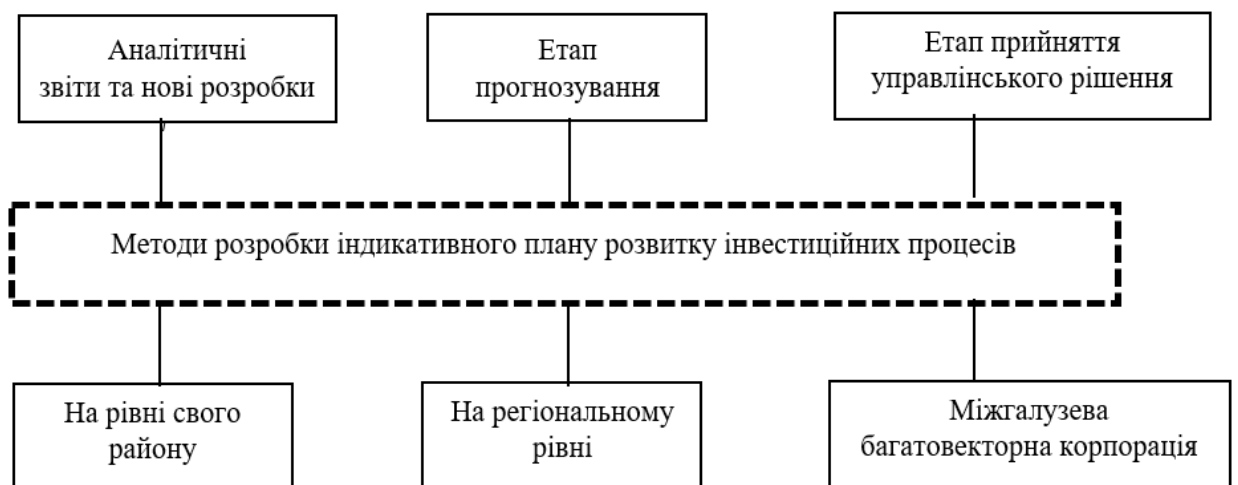 Аналітичні
звіти та нові розробки
Етап
прогнозування
Етап прийняття
управлінського рішення
Методи розробки індикативного плану розвитку інвестиційних процесів
На рівні свого
району
На регіональному
рівні
Міжгалузева
багатовекторна корпорація